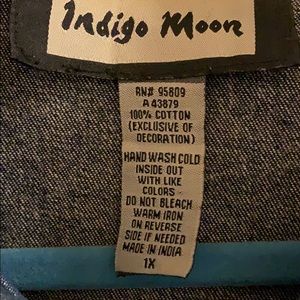 Indigo Moon
RN# 95809
A 43879
100% COTTON
(EXCLUSIVE OF
DECORATION)
HAND WASH COLD
INSIDE OUT
WITH LIKE
COLORS
DO NOT BLEACH
WARM IRON
ON REVERSE
SIDE IF NEEDED
MADE IN INDIA
1X